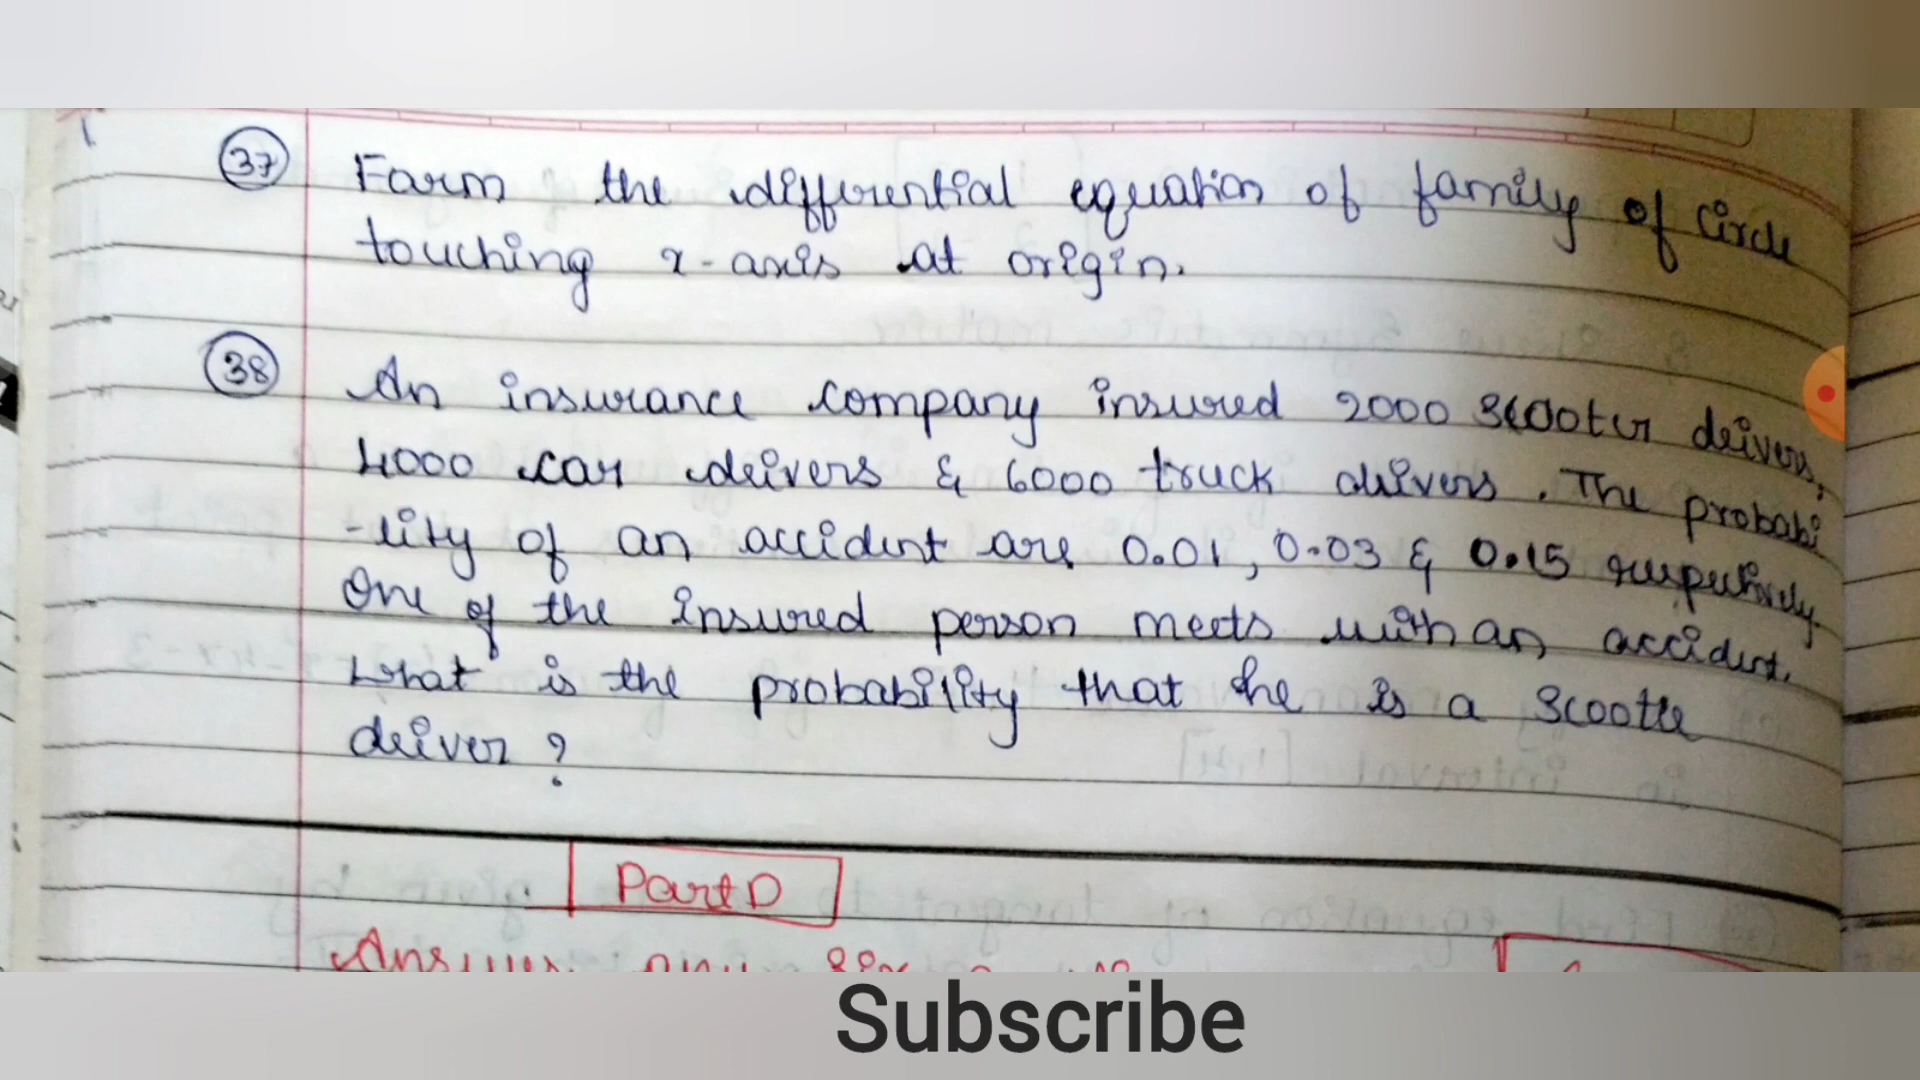 37 Form the differential equation of family of Circle
touching x-axis at origin.
38 An insurance company insured 2000 scooter drivers,
4000 car drivers & 6000 truck drivers. The probabi
-lity of an accident are 0.01, 0.03 & 0.15 respectively.
One of the insured person meets with an accident.
What is the probability that he is a scooter
driver ?
Part D
Answer any six
Subscribe